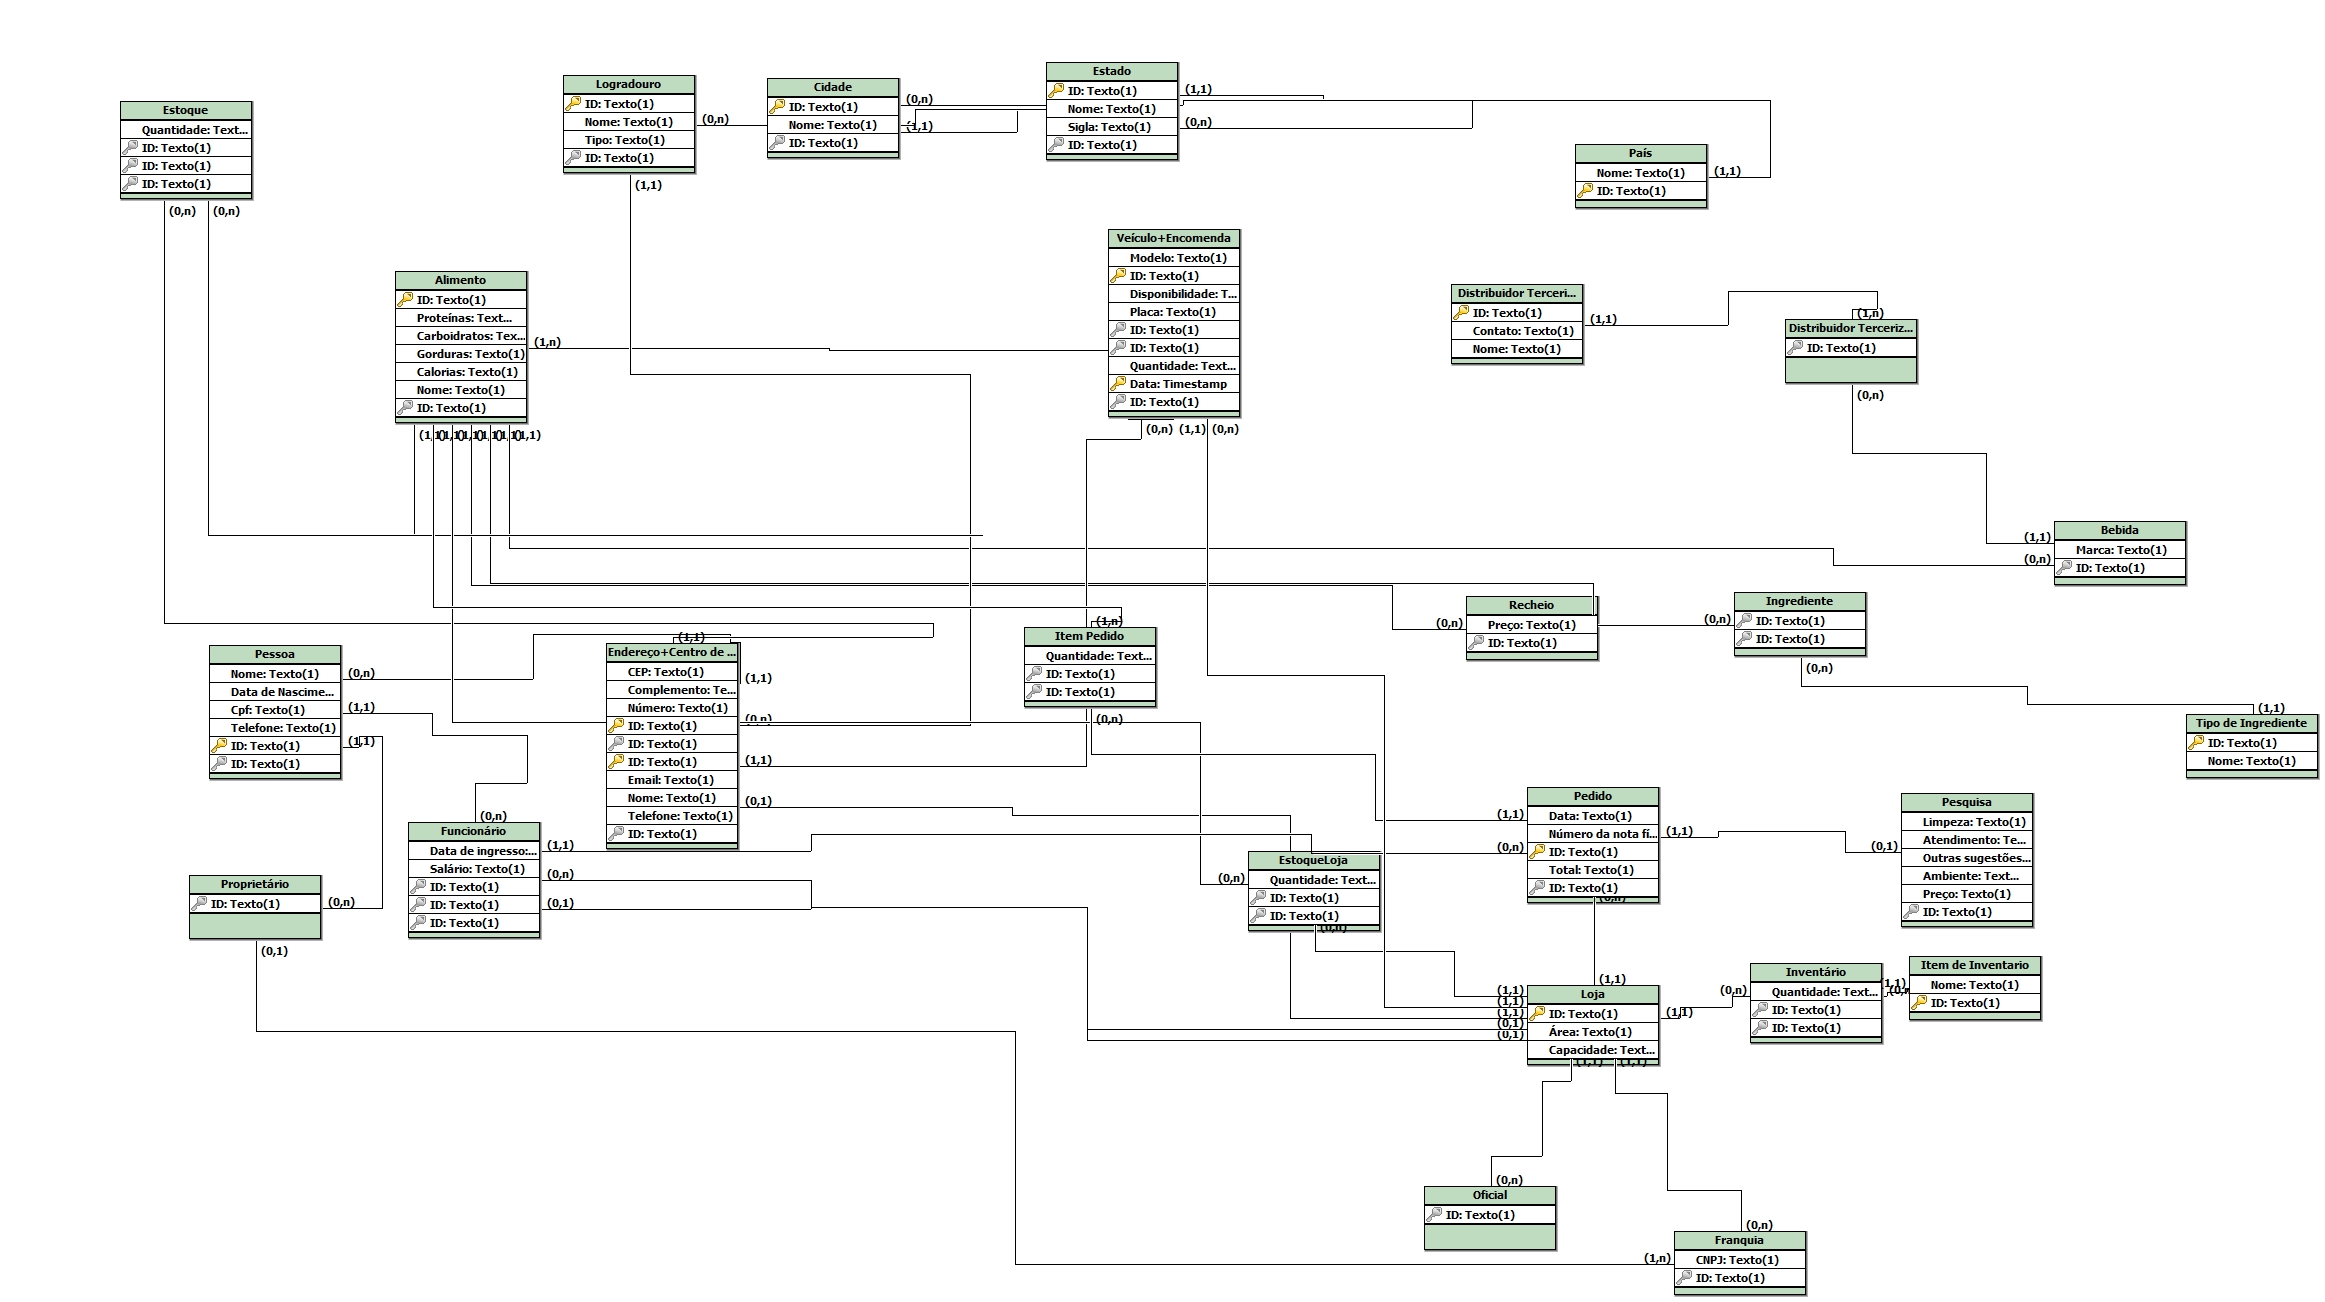 Estoque
Quantidade: Text...
ID: Texto(1)
ID: Texto(1)
ID: Texto(1)
(0,n)
(0,n)
Logradouro
ID: Texto(1)
Nome: Texto(1)
Tipo: Texto(1)
ID: Texto(1)
(0,n)
(1,1)
Cidade
ID: Texto(1)
Nome: Texto(1)
ID: Texto(1)
(0,n)
(1,1)
Estado
ID: Texto(1)
Nome: Texto(1)
Sigla: Texto(1)
ID: Texto(1)
(1,1)
(0,n)
País
Nome: Texto(1)
ID: Texto(1)
(1,1)
Alimento
ID: Texto(1)
Proteínas: Text...
Carboidratos: Tex...
Gorduras: Texto(1)
Calorias: Texto(1)
Nome: Texto(1)
ID: Texto(1)
(1,n)
Veículo+Encomenda
Modelo: Texto(1)
ID: Texto(1)
Disponibilidade: T...
Placa: Texto(1)
ID: Texto(1)
ID: Texto(1)
Quantidade: Text...
Data: Timestamp
ID: Texto(1)
(0,n)
(1,1)
(0,n)
Distribuidor Terceri...
ID: Texto(1)
Contato: Texto(1)
Nome: Texto(1)
(1,1)
(1,n)
Distribuidor Terceriz...
ID: Texto(1)
(0,n)
Bebida
Marca: Texto(1)
ID: Texto(1)
(1,1)
(0,n)
Recheio
Preço: Texto(1)
ID: Texto(1)
(0,n)
Ingrediente
ID: Texto(1)
ID: Texto(1)
(0,n)
(0,n)
(1,1)
Tipo de Ingrediente
ID: Texto(1)
Nome: Texto(1)
Pessoa
Nome: Texto(1)
Data de Nascime...
Cpf: Texto(1)
Telefone: Texto(1)
ID: Texto(1)
ID: Texto(1)
(0,n)
(1,1)
(1,1)
(1,1)
Endereço+Centro de ...
CEP: Texto(1)
Complemento: Te...
Número: Texto(1)
ID: Texto(1)
ID: Texto(1)
ID: Texto(1)
Email: Texto(1)
Nome: Texto(1)
Telefone: Texto(1)
ID: Texto(1)
(1,1)
(0,n)
(1,1)
(0,1)
(1,n)
Item Pedido
Quantidade: Text...
ID: Texto(1)
ID: Texto(1)
(0,n)
(0,n)
Funcionário
Data de ingresso:...
Salário: Texto(1)
ID: Texto(1)
ID: Texto(1)
ID: Texto(1)
(1,1)
(0,n)
(0,1)
Proprietário
ID: Texto(1)
(0,n)
(0,1)
EstoqueLoja
Quantidade: Text...
ID: Texto(1)
ID: Texto(1)
(0,n)
(0,n)
Pedido
Data: Texto(1)
Número da nota fí...
ID: Texto(1)
Total: Texto(1)
ID: Texto(1)
(1,1)
(0,n)
(1,1)
(0,n)
Pesquisa
Limpeza: Texto(1)
Atendimento: Te...
Outras sugestões...
Ambiente: Text...
Preço: Texto(1)
ID: Texto(1)
(0,1)
(1,1)
Loja
ID: Texto(1)
Área: Texto(1)
Capacidade: Text...
(1,1)
(1,1)
(1,1)
(0,1)
(0,1)
(1,1)
(1,1)
(1,1)
Inventário
Quantidade: Text...
ID: Texto(1)
ID: Texto(1)
(0,n)
Item de Inventario
Nome: Texto(1)
ID: Texto(1)
(0,n)
Oficial
ID: Texto(1)
(0,n)
Franquia
CNPJ: Texto(1)
ID: Texto(1)
(1,n)